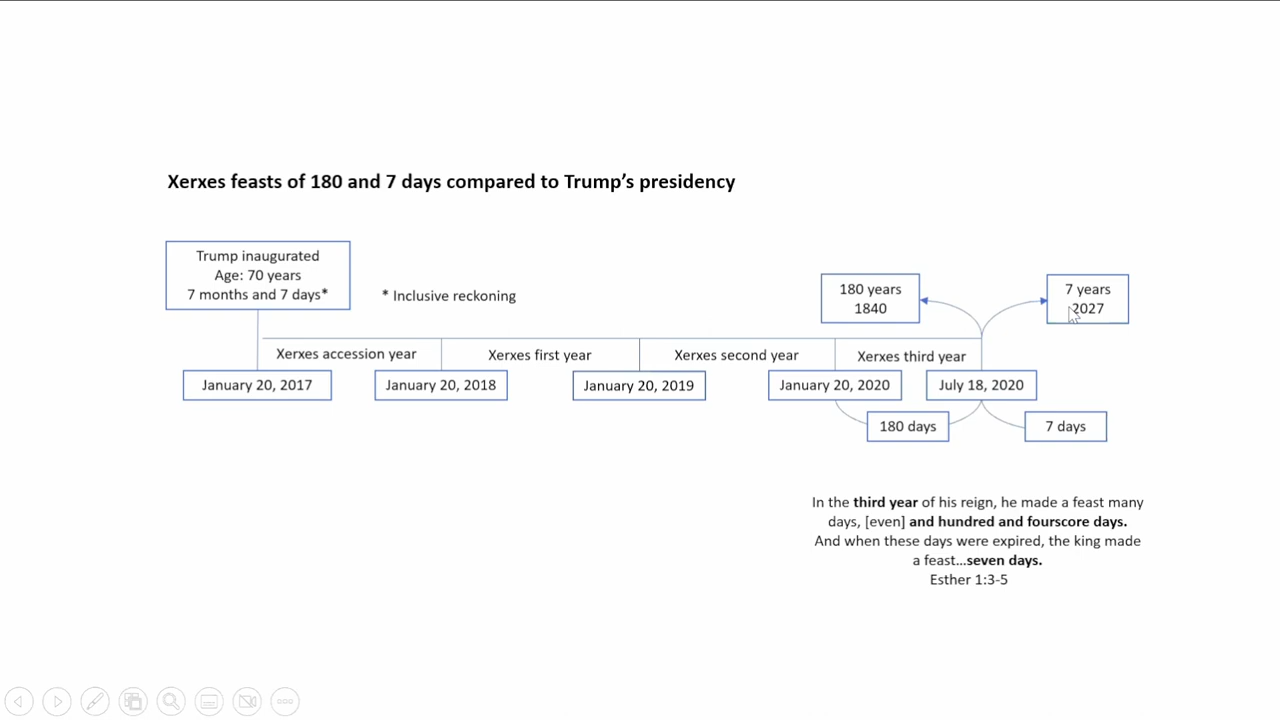 Xerxes feasts of 180 and 7 days compared to Trump's presidency
Trump inaugurated
Age: 70 years
7 months and 7 days*
* Inclusive reckoning
180 years
1840
7 years
2027
Xerxes accession year
Xerxes first year
Xerxes second year
Xerxes third year
January 20, 2017
January 20, 2018
January 20, 2019
January 20, 2020
July 18, 2020
180 days
7 days
In the third year of his reign, he made a feast many
days, [even] and hundred and fourscore days.
And when these days were expired, the king made
a feast...seven days.
Esther 1:3-5